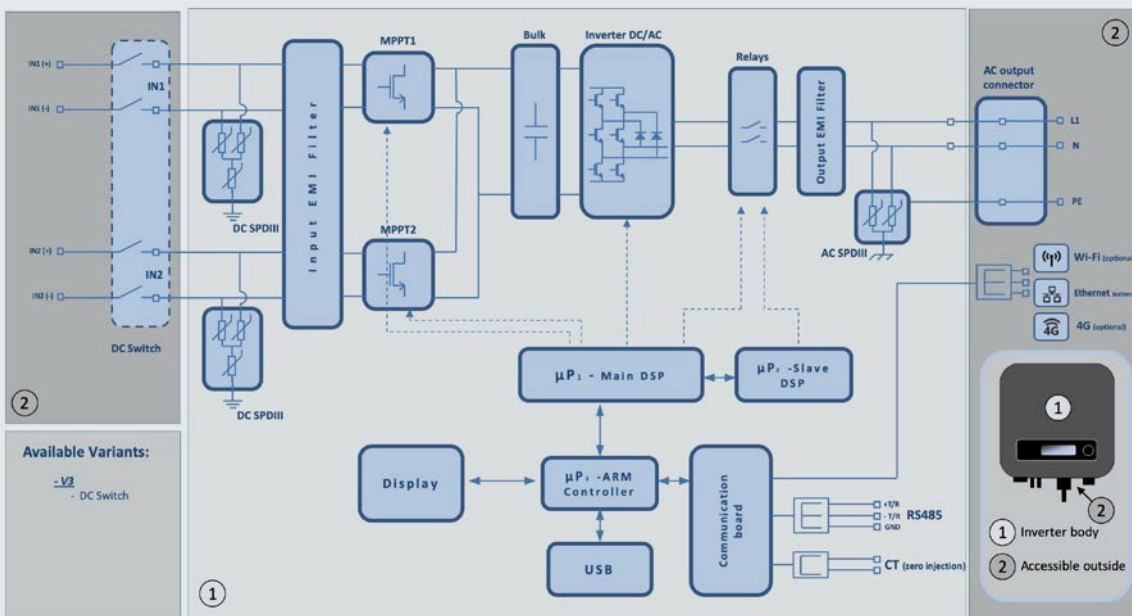 IN1 (+)
IN1 (-)
IN2 (+)
IN2 (-)
IN1
IN2
DC Switch
2
Available Variants:
- V3
- DC Switch
DC SPDIII
DC SPDIII
Input EMI Filter
MPPT1
MPPT2
Bulk
Inverter DC/AC
Relays
Output EMI Filter
AC SPDIII
µP₁ - Main DSP
µP₂ -Slave
DSP
Display
-ARM
Controller
USB
Communication
board
+T/R
- T/R
GND
RS485
CT (zero injection)
1
2
AC output
connector
L1
N
PE
Wi-Fi (optional)
Ethernet
4G
4G (optional)
1
2
1 Inverter body
2 Accessible outside